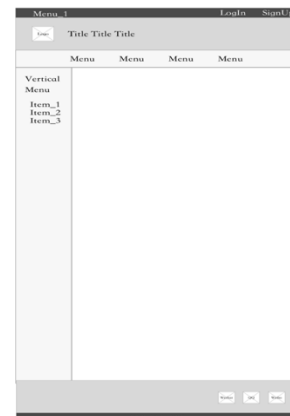 Menu_1 LogIn SignU
Title Title Title
Menu Menu Menu Menu
Vertical
Menu
Item_1
Item_2
Item_3